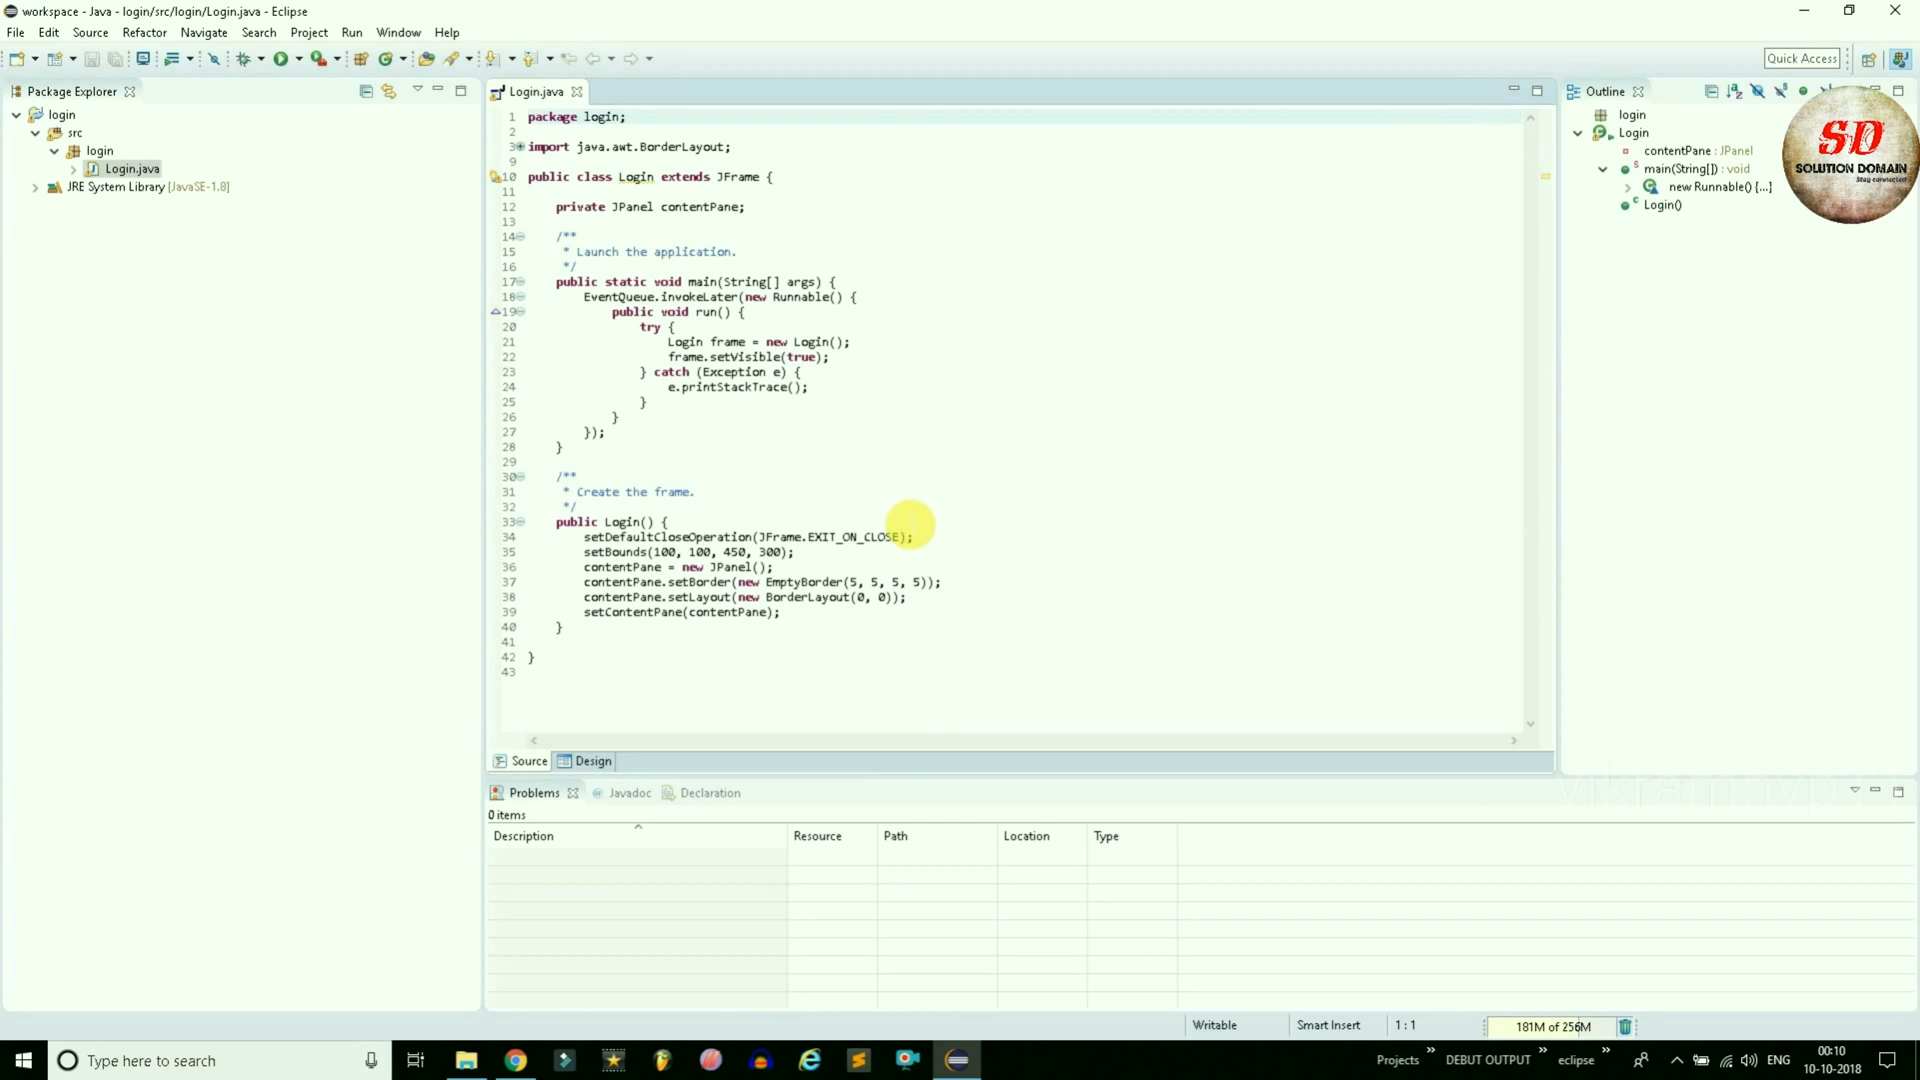 workspace - Java - login/src/login/Login.java - Eclipse
File Edit Source Refactor Navigate Search Project Run Window Help
Quick Access
Package Explorer
login
src
login
Login.java
JRE System Library [JavaSE-1.8]
Login.java
1 package login;
2
3 import java.awt.BorderLayout;
9
10 public class Login extends JFrame {
11
12 private JPanel contentPane;
13
14 /**
15 * Launch the application.
16 */
17 public static void main(String[] args) {
18 EventQueue.invokeLater(new Runnable() {
19 public void run() {
20 try {
21 Login frame = new Login();
22 frame.setVisible(true);
23 } catch (Exception e) {
24 e.printStackTrace();
25 }
26 }
27 });
28 }
29
30 /**
31 * Create the frame.
32 */
33 public Login() {
34 setDefaultCloseOperation(JFrame.EXIT_ON_CLOSE);
35 setBounds(100, 100, 450, 300);
36 contentPane = new JPanel();
37 contentPane.setBorder(new EmptyBorder(5, 5, 5, 5));
38 contentPane.setLayout(new BorderLayout(0, 0));
39 setContentPane(contentPane);
40 }
41
42 }
43
Source Design
Outline
login
Login
contentPane : JPanel
main(String[]) : void
new Runnable() {...}
Login()
SD
SOLUTION DOMAIN
Stay connected
Problems Javadoc Declaration
0 items
Description Resource Path Location Type
Writable Smart Insert 1 : 1 181M of 256M
Type here to search
Projects » DEBUT OUTPUT » eclipse » ENG
00:10
10-10-2018